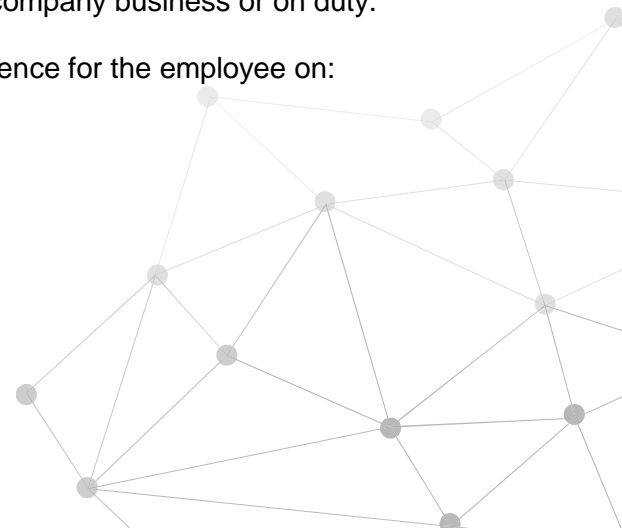 company business or on duty.
ence for the employee on: